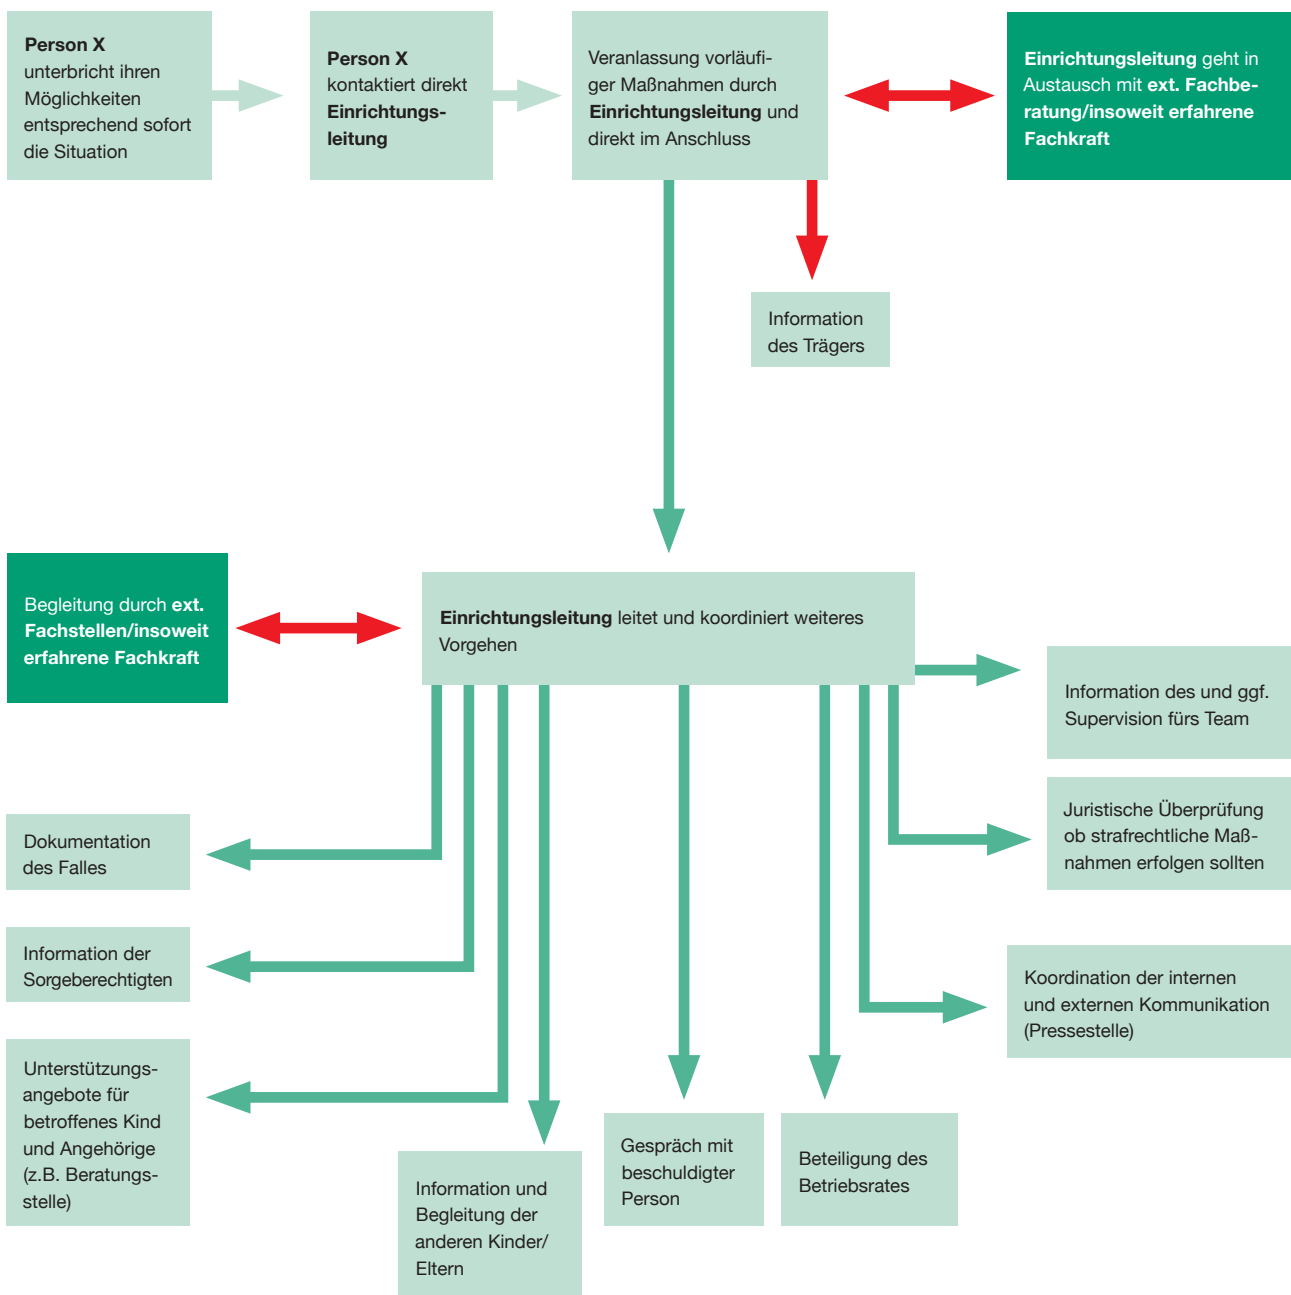 Person X
unterbricht ihren
Möglichkeiten
entsprechend sofort
die Situation
Person X
kontaktiert direkt
Einrichtungs-
leitung
Veranlassung vorläufi-
ger Maßnahmen durch
Einrichtungsleitung und
direkt im Anschluss
Einrichtungsleitung geht in
Austausch mit ext. Fachbe-
ratung/insoweit erfahrene
Fachkraft
Information
des Trägers
Begleitung durch ext.
Fachstellen/insoweit
erfahrene Fachkraft
Einrichtungsleitung leitet und koordiniert weiteres
Vorgehen
Information des und ggf.
Supervision fürs Team
Juristische Überprüfung
ob strafrechtliche Maß-
nahmen erfolgen sollten
Dokumentation
des Falles
Information der
Sorgeberechtigten
Koordination der internen
und externen Kommunikation
(Pressestelle)
Unterstützungs-
angebote für
betroffenes Kind
und Angehörige
(z.B. Beratungs-
stelle)
Information und
Begleitung der
anderen Kinder/
Eltern
Gespräch mit
beschuldigter
Person
Beteiligung des
Betriebsrates